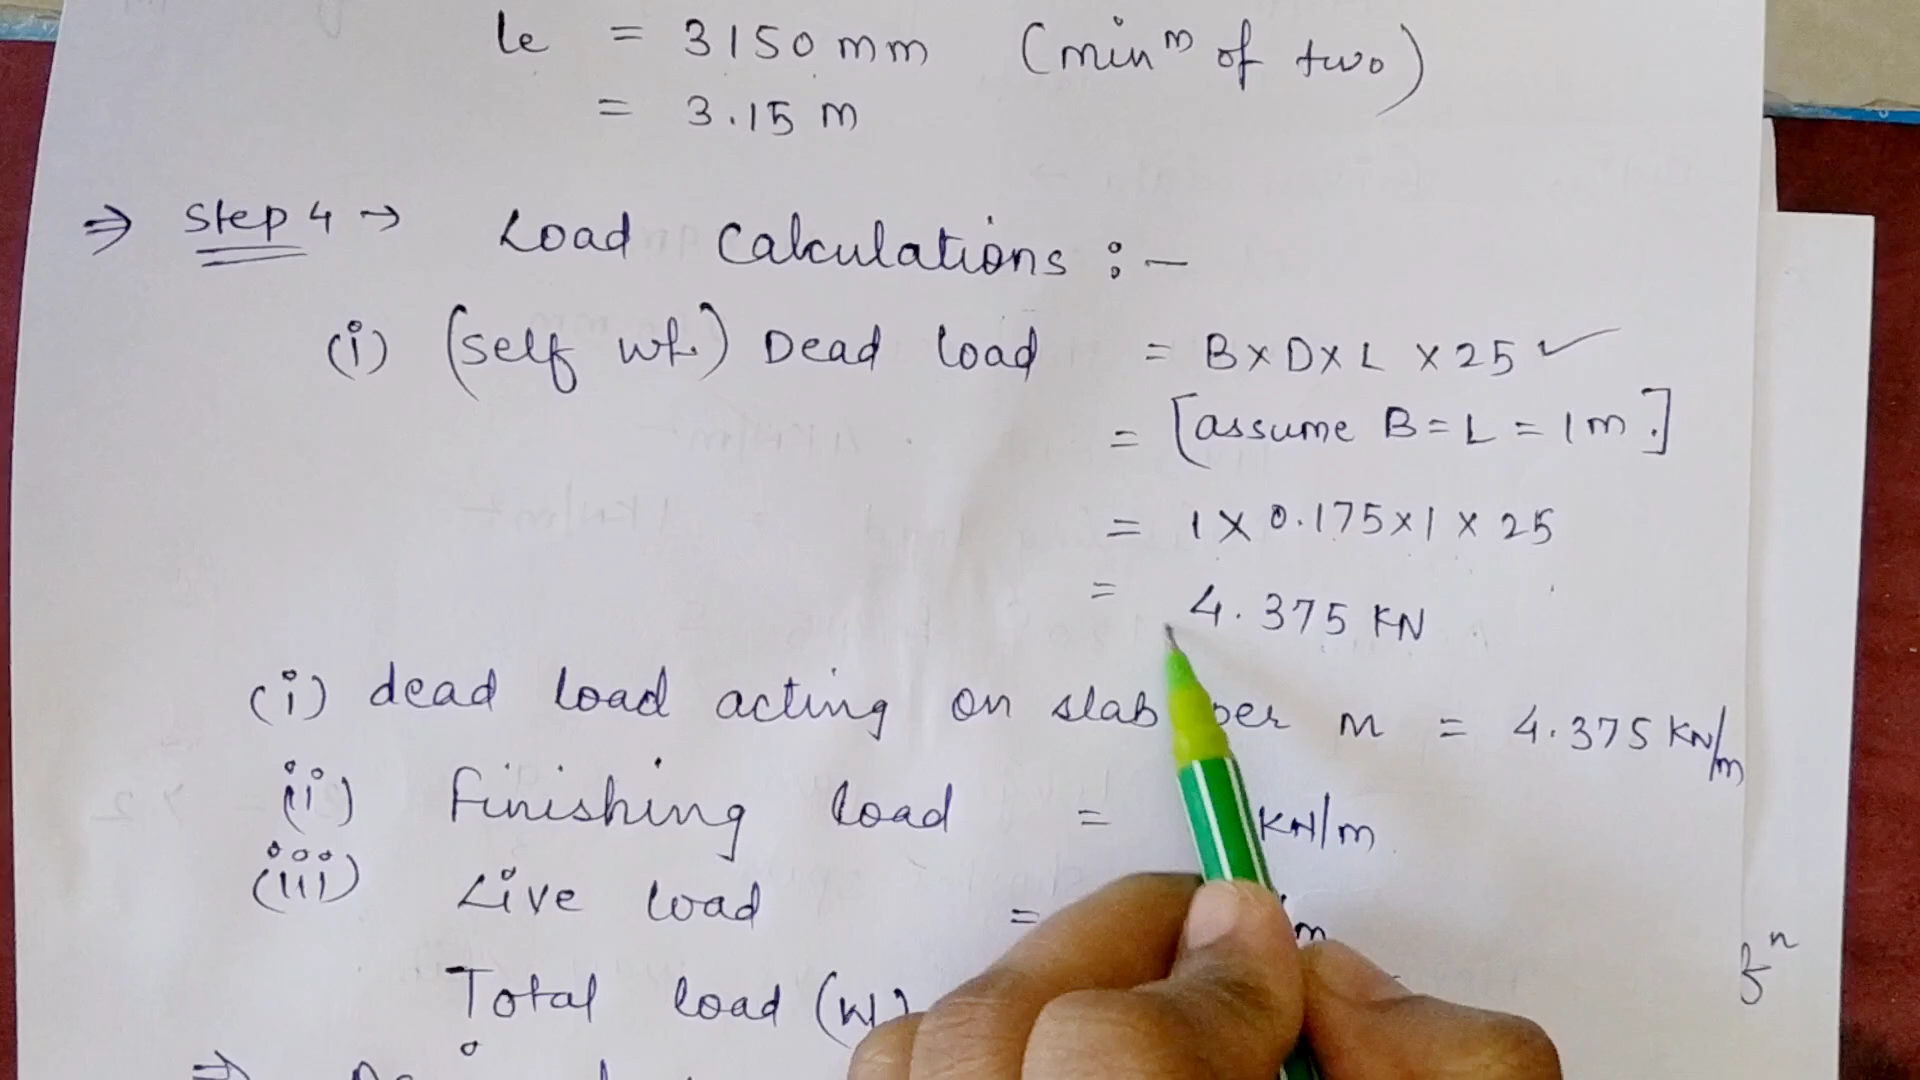 le = 3150 mm (minᵐ of two)
= 3.15 m
⇒ Step 4 → Load Calculations :-
(i) (self wt.) Dead load = B×D×L ×25 ✓
= [assume B=L=1m.]
= 1×0.175×1×25
= 4.375 KN
(i) dead load acting on slab per m = 4.375 KN/m
(ii) Finishing load = KN/m
(iii) Live load = m
Total load (W)